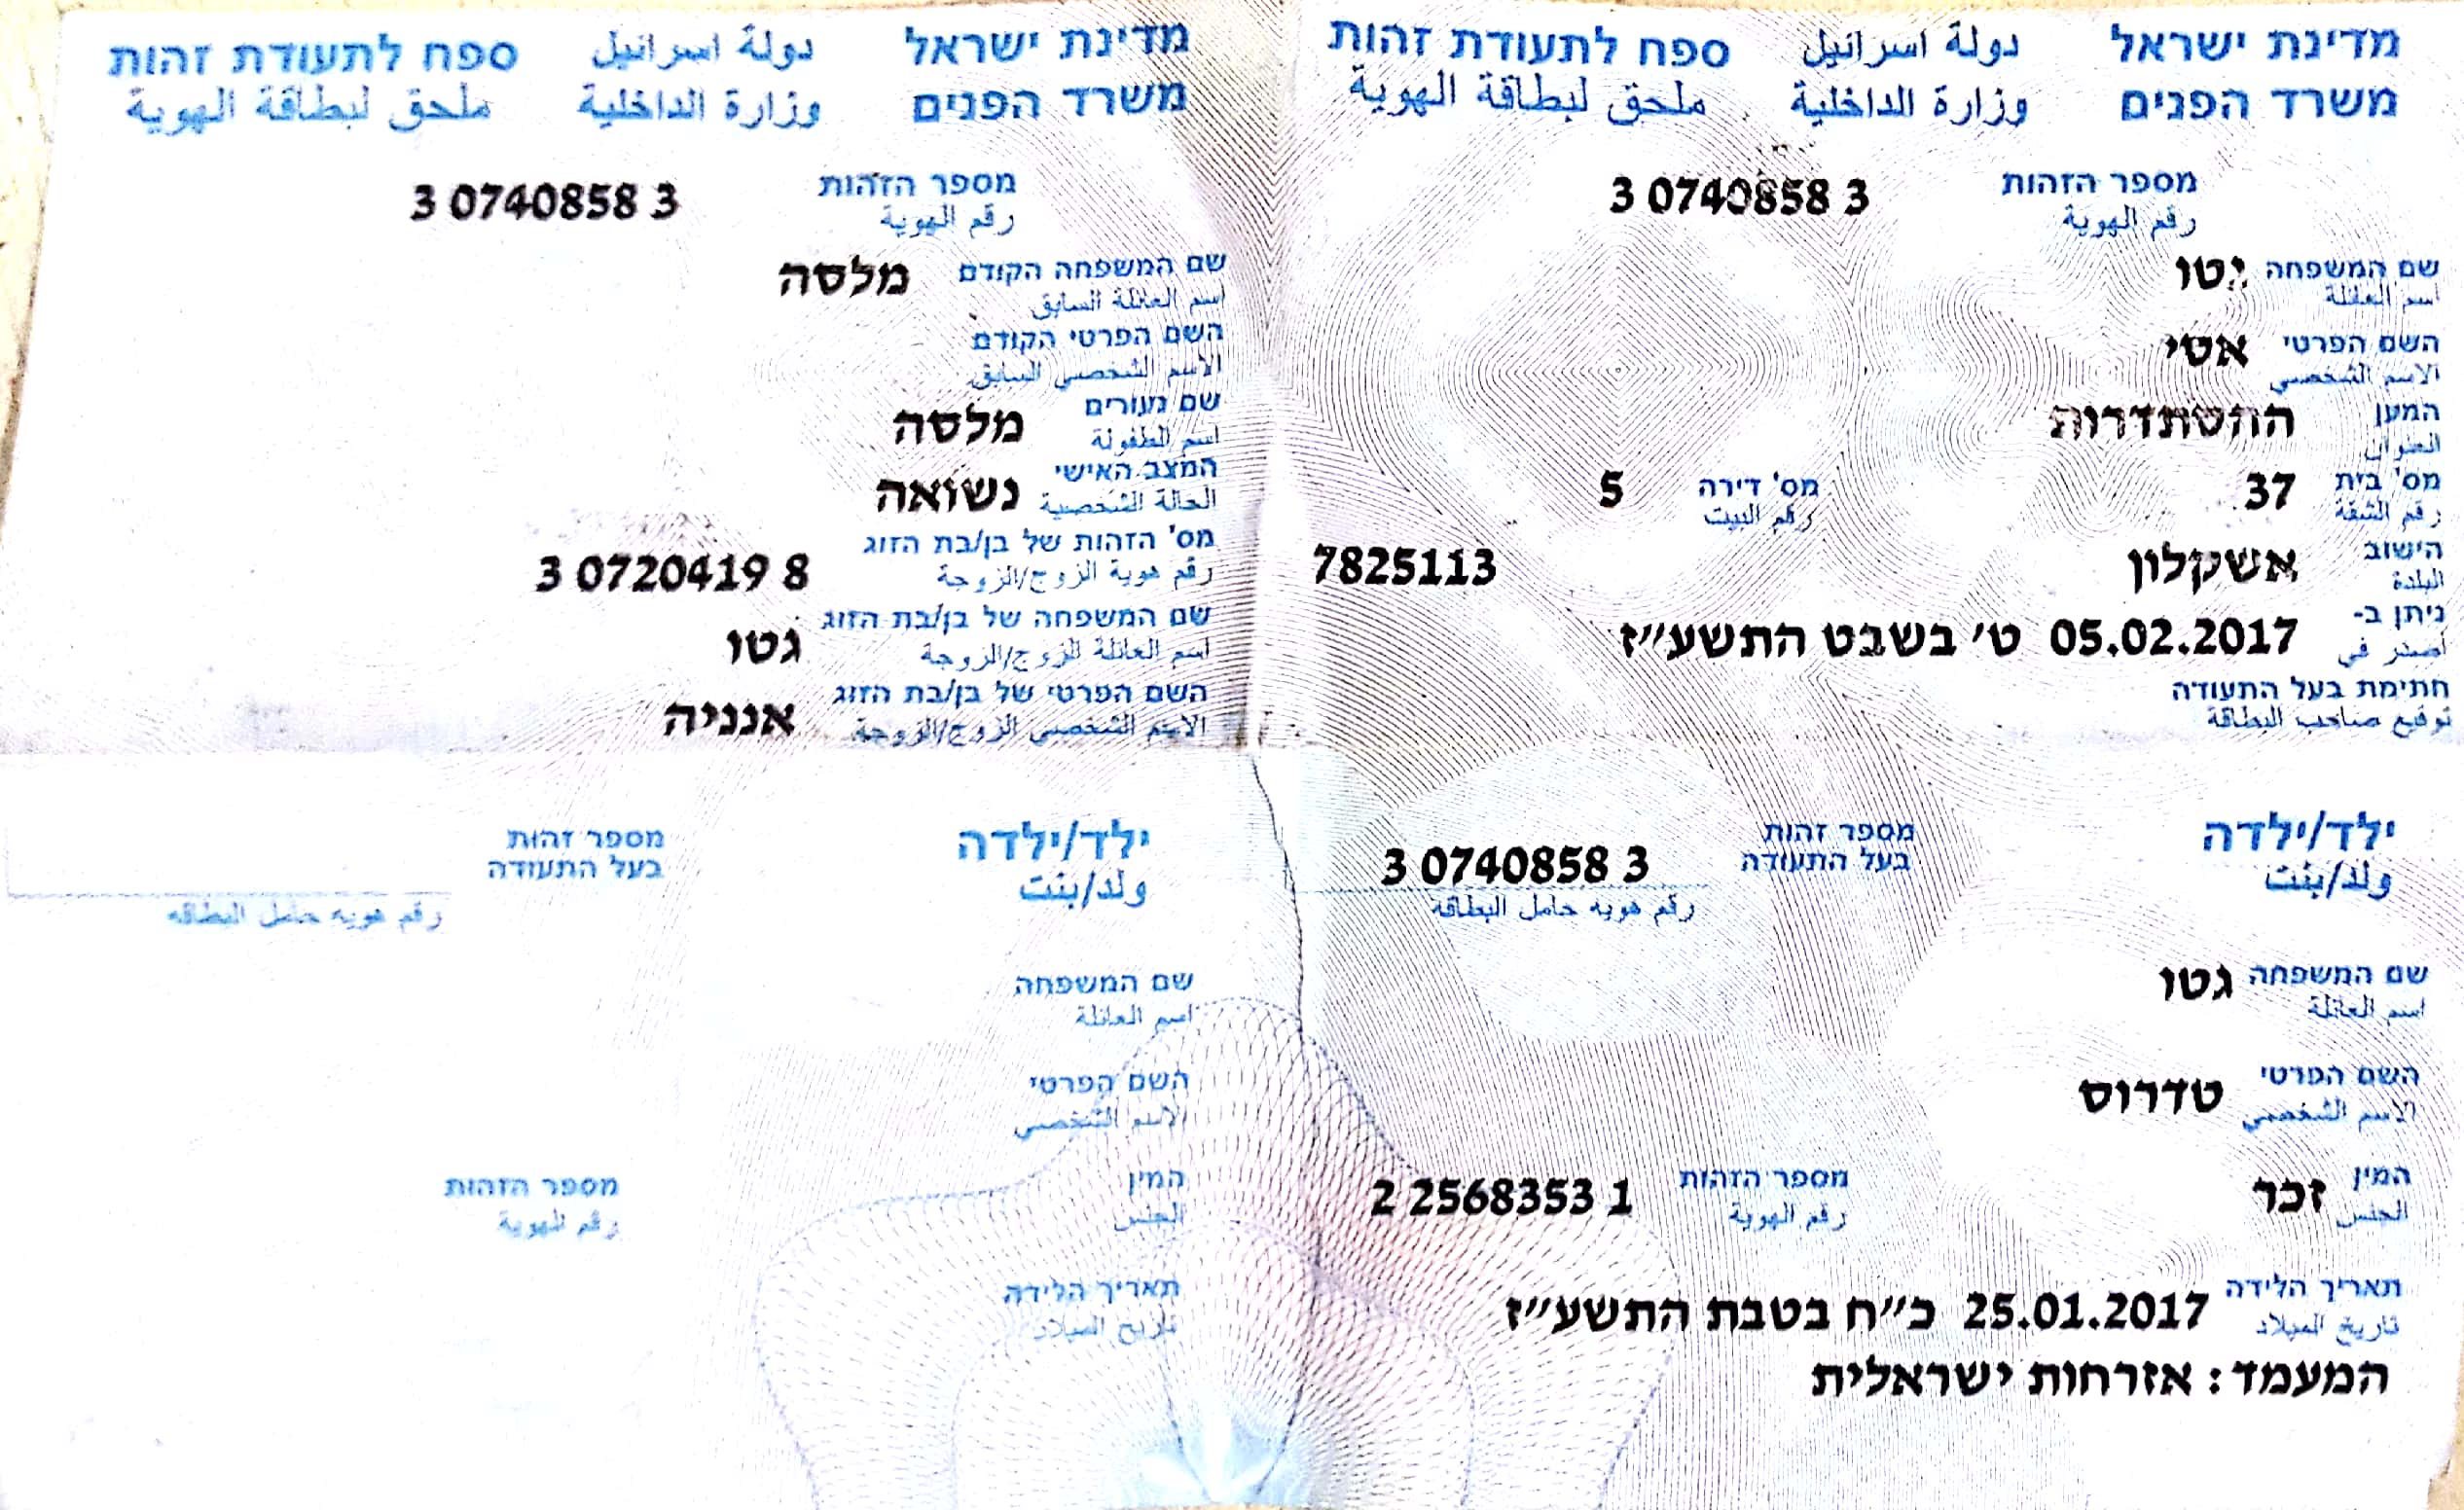 מדינת ישראל دولة اسرائيل ספח לתעודת זהות
משרד הפנים وزارة الداخلية ملحق لبطاقة الهوية
מספר הזהות 3 0740858 3
رقم الهوية
שם המשפחה גטו
اسم العائلة
השם הפרטי אסי
الاسم الشخصي
המען ההסתדרות
العنوان
מס' בית 37 מס' דירה 5
رقم الشقة رقم البيت
הישוב אשקלון 7825113
البلدة
ניתן ב- 05.02.2017 ט' בשבט התשע"ז
اصدر في
חתימת בעל התעודה
توقيع صاحب البطاقة
מדינת ישראל دولة اسرائيل ספח לתעודת זהות
משרד הפנים وزارة الداخلية ملحق لبطاقة الهوية
מספר הזהות 3 0740858 3
رقم الهوية
שם המשפחה הקודם מלסה
اسم العائلة السابق
השם הפרטי הקודם
الاسم الشخصي السابق
שם נעורים מלסה
اسم الطفولة
המצב האישי נשואה
الحالة الشخصية
מס' הזהות של בן/בת הזוג 3 0720419 8
رقم هوية الزوج/الزوجة
שם המשפחה של בן/בת הזוג גטו
اسم العائلة للزوج/الزوجة
השם הפרטי של בן/בת הזוג אנניה
الاسم الشخصي الزوج/الزوجة
ילד/ילדה מספר זהות
ولد/بنت בעל התעודה 3 0740858 3
رقم هوية حامل البطاقة
שם המשפחה גטו
اسم العائلة
השם הפרטי טדרוס
الاسم الشخصي
המין זכר מספר הזהות 2 2568353 1
الجنس رقم الهوية
תאריך הלידה 25.01.2017 כ"ח בטבת התשע"ז
تاريخ الميلاد
המעמד: אזרחות ישראלית
ילד/ילדה מספר זהות
ولد/بنت בעל התעודה
رقم هوية حامل البطاقة
שם המשפחה
اسم العائلة
השם הפרטי
الاسم الشخصي
המין מספר הזהות
الجنس رقم الهوية
תאריך הלידה
تاريخ الميلاد